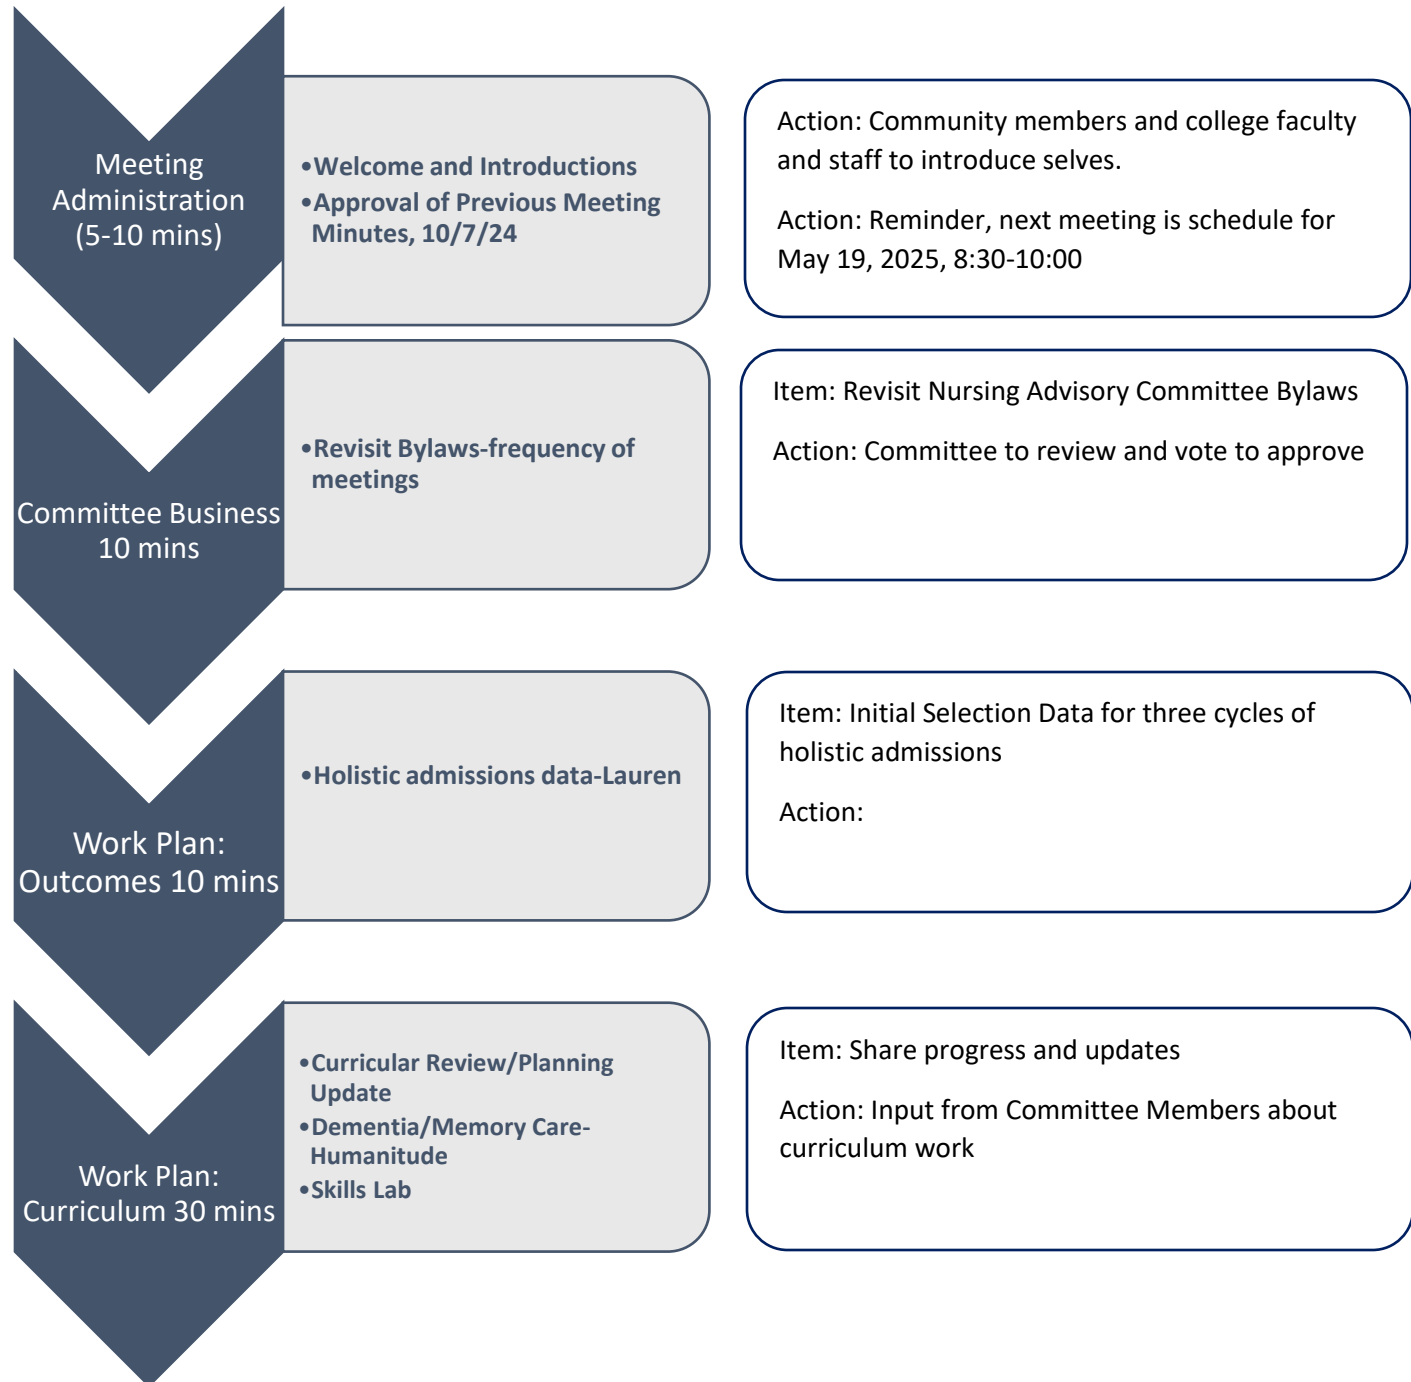 Meeting
Administration
(5-10 mins)
•Welcome and Introductions
•Approval of Previous Meeting
Minutes, 10/7/24
Action: Community members and college faculty
and staff to introduce selves.
Action: Reminder, next meeting is schedule for
May 19, 2025, 8:30-10:00
Committee Business
10 mins
•Revisit Bylaws-frequency of
meetings
Item: Revisit Nursing Advisory Committee Bylaws
Action: Committee to review and vote to approve
Work Plan:
Outcomes 10 mins
•Holistic admissions data-Lauren
Item: Initial Selection Data for three cycles of
holistic admissions
Action:
Work Plan:
Curriculum 30 mins
•Curricular Review/Planning
Update
•Dementia/Memory Care-
Humanitude
•Skills Lab
Item: Share progress and updates
Action: Input from Committee Members about
curriculum work